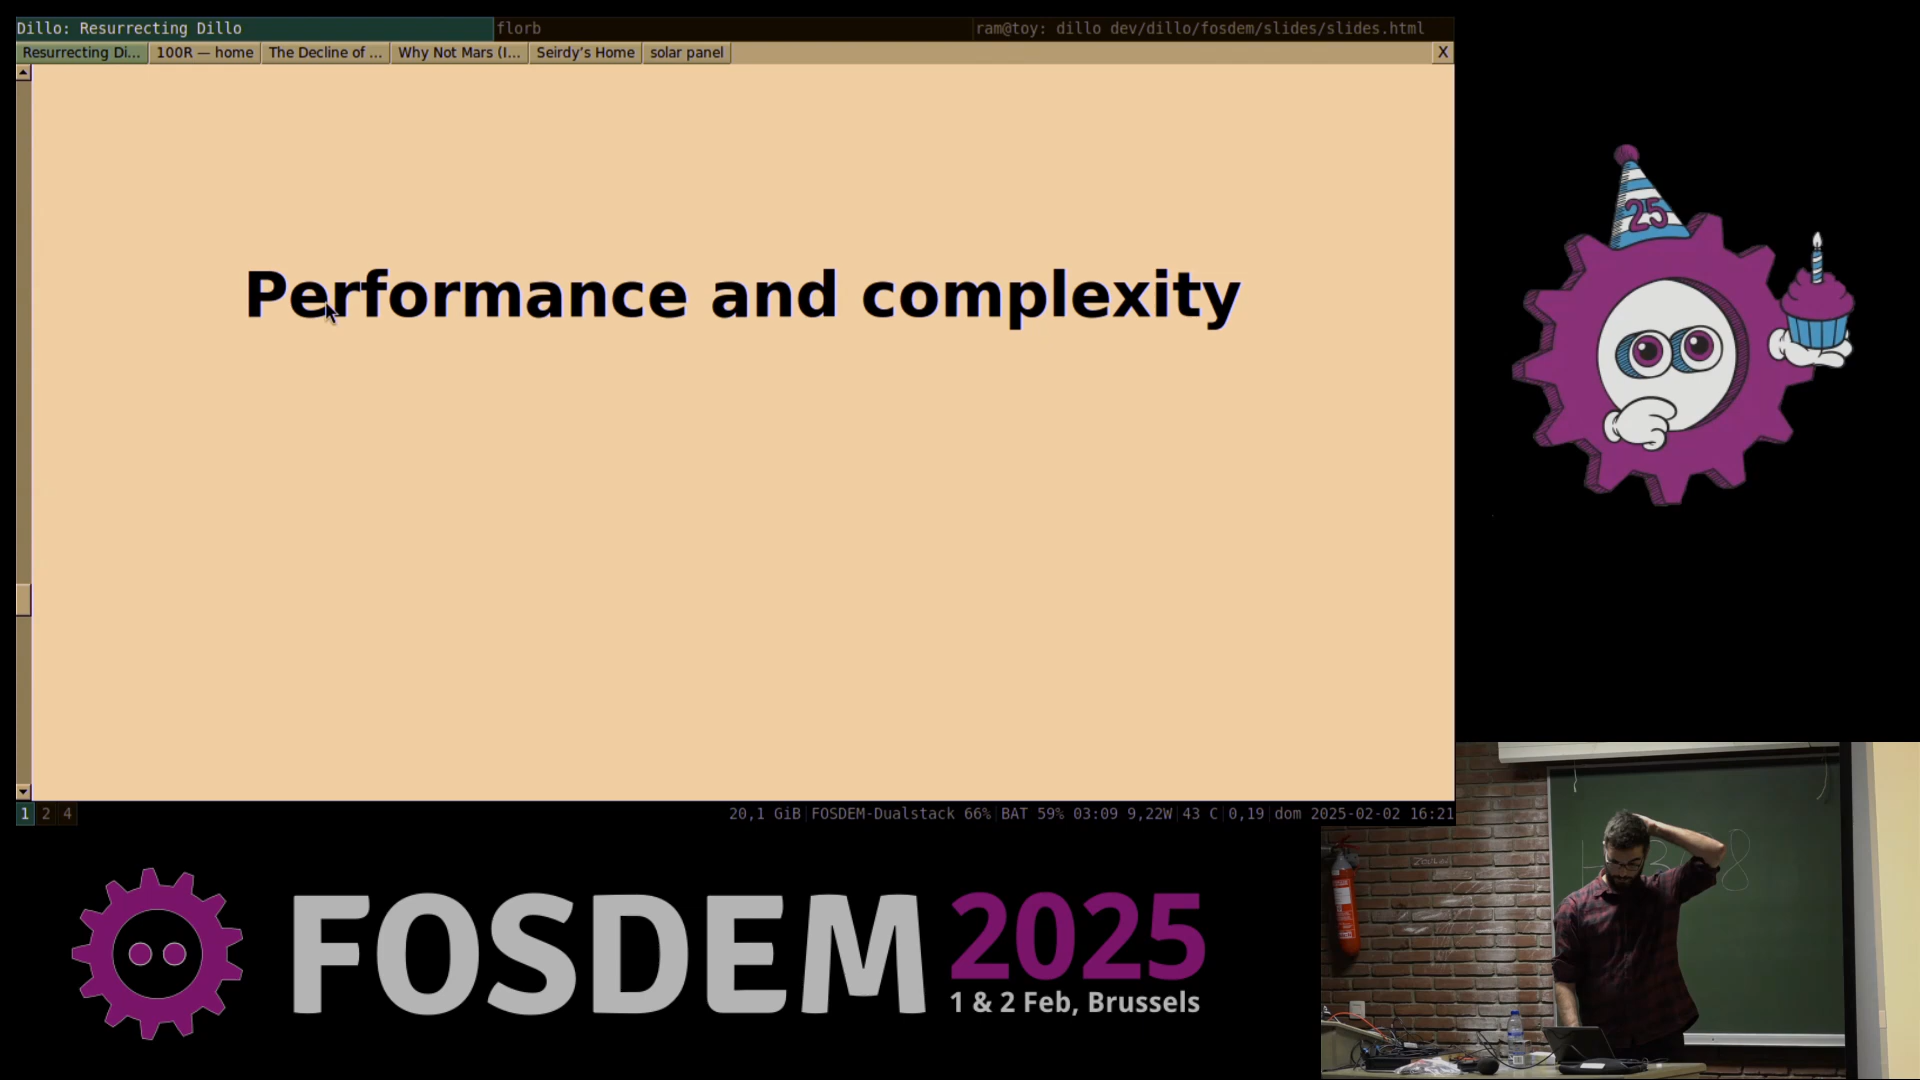 Dillo: Resurrecting Dillo
florb
ram@toy: dillo dev/dillo/fosdem/slides/slides.html
Resurrecting Di...
100R — home
The Decline of ...
Why Not Mars (I...
Seirdy's Home
solar panel
X
25
Performance and complexity
1 2 4
20,1 GiB FOSDEM-Dualstack 66% BAT 59% 03:09 9,22W 43 C 0,19 dom 2025-02-02 16:21
FOSDEM 2025
1 & 2 Feb, Brussels